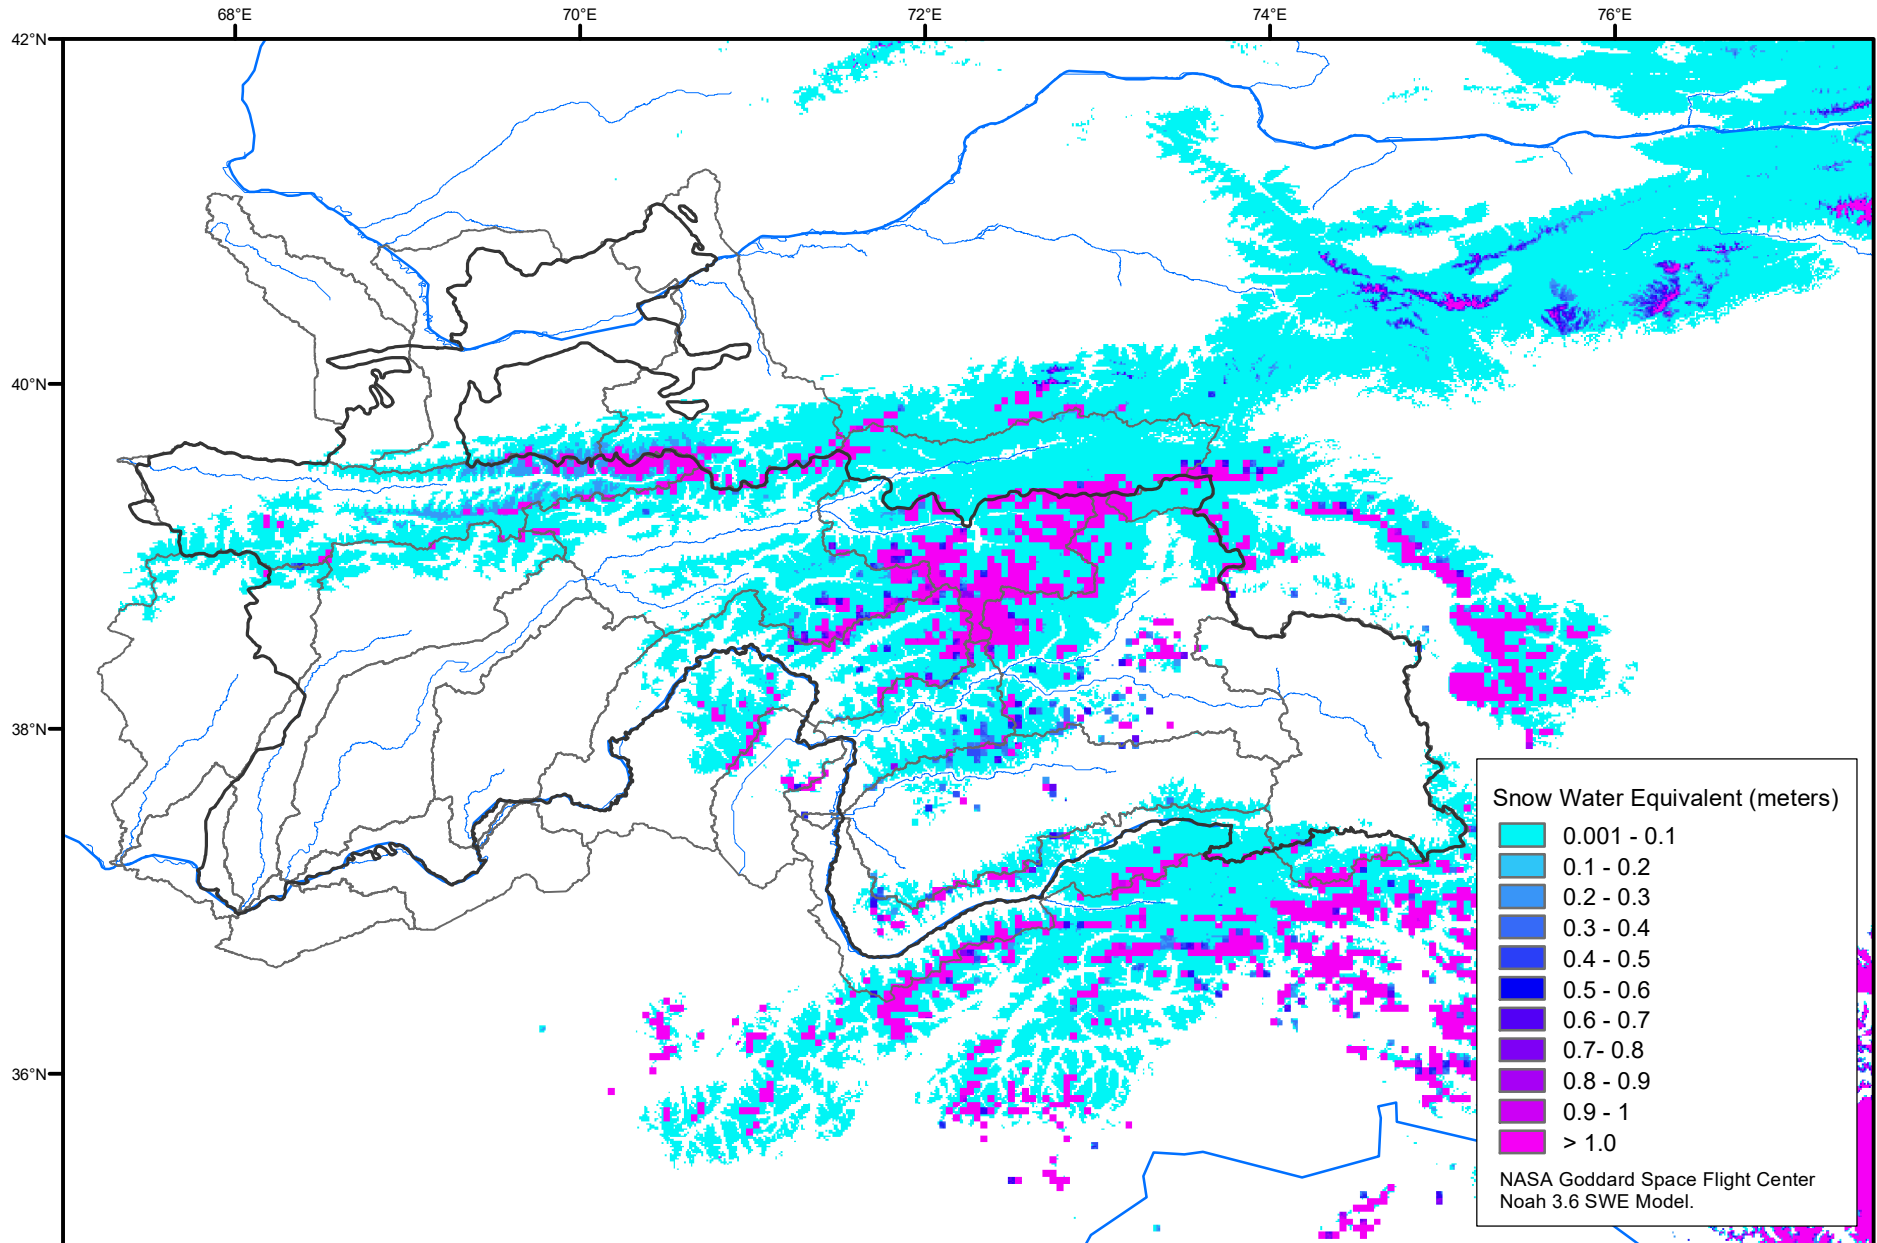 68°E 70°E 72°E 74°E 76°E
42°N
40°N
38°N
36°N
Snow Water Equivalent (meters)
0.001 - 0.1
0.1 - 0.2
0.2 - 0.3
0.3 - 0.4
0.4 - 0.5
0.5 - 0.6
0.6 - 0.7
0.7- 0.8
0.8 - 0.9
0.9 - 1
> 1.0
NASA Goddard Space Flight Center
Noah 3.6 SWE Model.